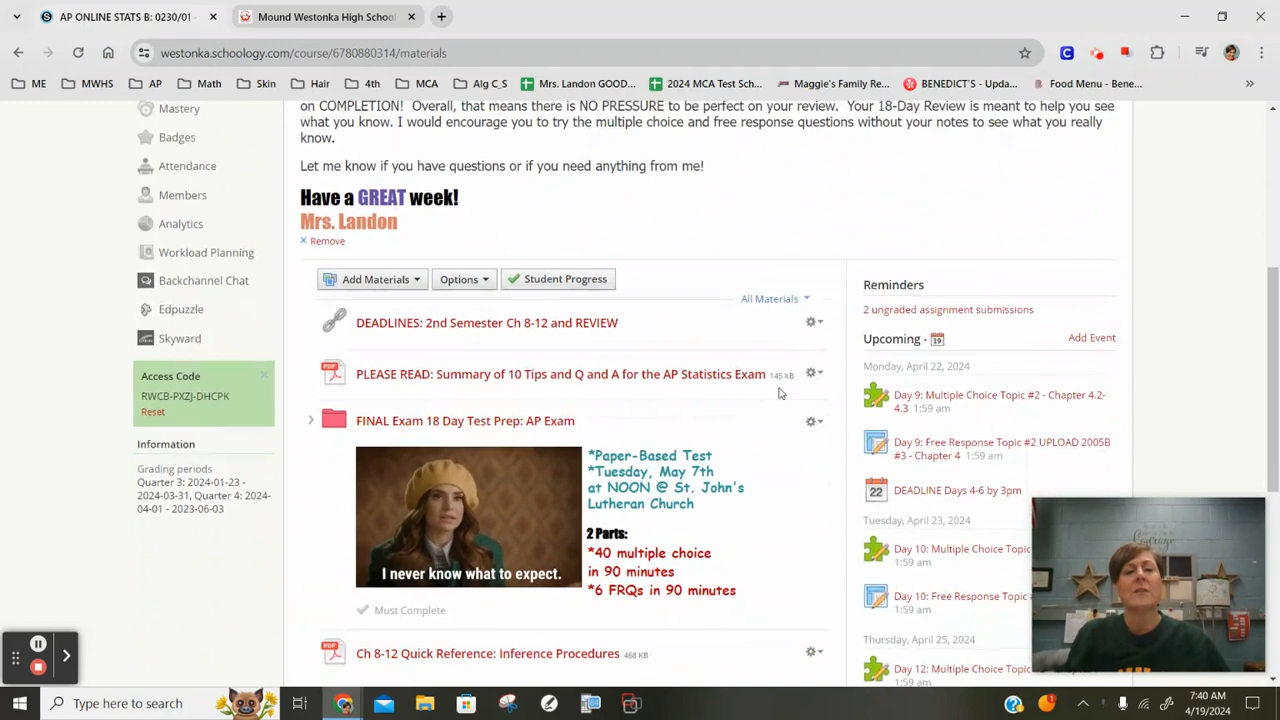 AP ONLINE STATS B: 0230/01
Mound Westonka High School
westonka.schoology.com/course/6780880314/materials
ME
MWHS
AP
Math
Skin
Hair
4th
MCA
Alg C_S
Mrs. Landon GOOD...
2024 MCA Test Sch...
Maggie's Family Re...
BENEDICT'S - Upda...
Food Menu - Bene...
Mastery
Badges
Attendance
Members
Analytics
Workload Planning
Backchannel Chat
Edpuzzle
Skyward
Access Code
RWCB-PXZJ-DHCPK
Reset
Information
Grading periods
Quarter 3: 2024-01-23 -
2024-03-31, Quarter 4: 2024-
04-01 - 2023-06-03
on COMPLETION! Overall, that means there is NO PRESSURE to be perfect on your review. Your 18-Day Review is meant to help you see
what you know. I would encourage you to try the multiple choice and free response questions without your notes to see what you really
know.
Let me know if you have questions or if you need anything from me!
Have a GREAT week!
Mrs. Landon
Remove
Add Materials
Options
Student Progress
All Materials
DEADLINES: 2nd Semester Ch 8-12 and REVIEW
PDF
PLEASE READ: Summary of 10 Tips and Q and A for the AP Statistics Exam 145 KB
FINAL Exam 18 Day Test Prep: AP Exam
I never know what to expect.
*Paper-Based Test
*Tuesday, May 7th
at NOON @ St. John's
Lutheran Church
2 Parts:
*40 multiple choice
in 90 minutes
*6 FRQs in 90 minutes
Must Complete
PDF
Ch 8-12 Quick Reference: Inference Procedures 468 KB
Reminders
2 ungraded assignment submissions
Upcoming · 19
Add Event
Monday, April 22, 2024
Day 9: Multiple Choice Topic #2 - Chapter 4.2-
4.3 1:59 am
Day 9: Free Response Topic #2 UPLOAD 2005B
#3 - Chapter 4 1:59 am
22
DEADLINE Days 4-6 by 3pm
Tuesday, April 23, 2024
Day 10: Multiple Choice Topic
1:59 am
Day 10: Free Response Topic
1:59 am
Thursday, April 25, 2024
Day 12: Multiple Choice Topic
Type here to search
7:40 AM
4/19/2024